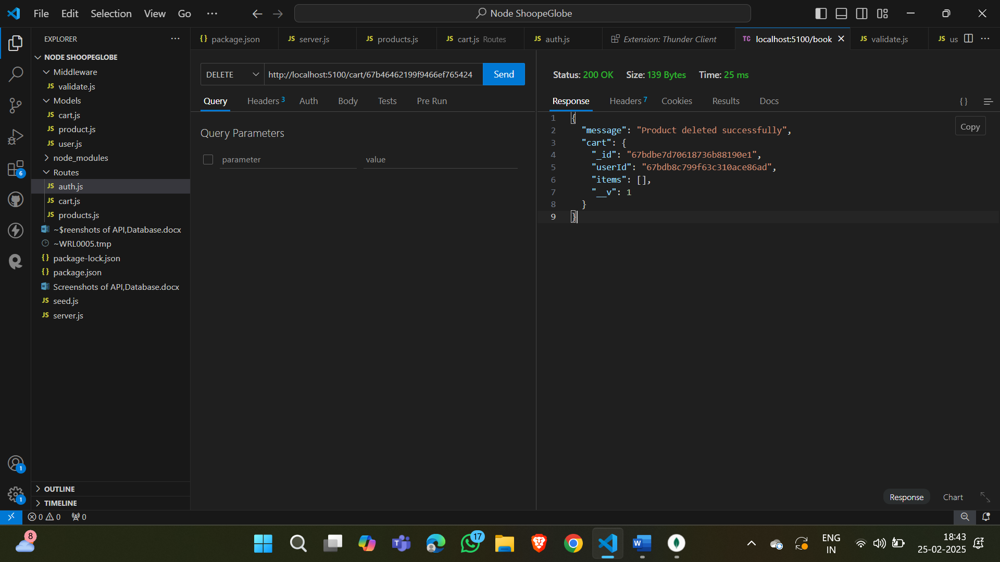 File Edit Selection View Go ···
Node ShoopeGlobe
EXPLORER ···
NODE SHOOPEGLOBE
Middleware
JS validate.js
Models
JS cart.js
JS product.js
JS user.js
node_modules
Routes
JS auth.js
JS cart.js
JS products.js
~$reenshots of API,Database.docx
~WRL0005.tmp
{} package-lock.json
{} package.json
Screenshots of API,Database.docx
JS seed.js
JS server.js
OUTLINE
TIMELINE
{} package.json JS server.js JS products.js JS cart.js Routes JS auth.js Extension: Thunder Client TC localhost:5100/book JS validate.js JS us ···
DELETE http://localhost:5100/cart/67b46462199f9466ef765424 Send
Query Headers 3 Auth Body Tests Pre Run
Query Parameters
parameter value
Status: 200 OK Size: 139 Bytes Time: 25 ms
Response Headers 7 Cookies Results Docs {}
Copy
1 {
2 "message": "Product deleted successfully",
3 "cart": {
4 "_id": "67bdbe7d70618736b88190e1",
5 "userId": "67bdb8c799f63c310ace86ad",
6 "items": [],
7 "__v": 1
8 }
9 }
Response Chart
6
1
1
0 0 0
8
17
ENG
IN
18:43
25-02-2025